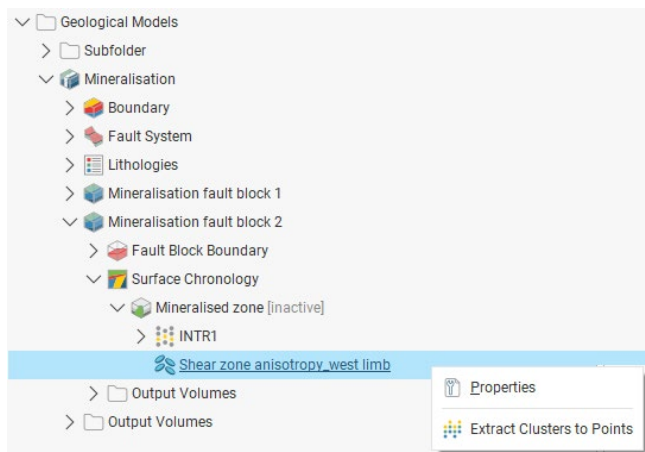 Geological Models
Subfolder
Mineralisation
Boundary
Fault System
Lithologies
Mineralisation fault block 1
Mineralisation fault block 2
Fault Block Boundary
Surface Chronology
Mineralised zone [inactive]
INTR1
Shear zone anisotropy_west limb
Output Volumes
Output Volumes
Properties
Extract Clusters to Points